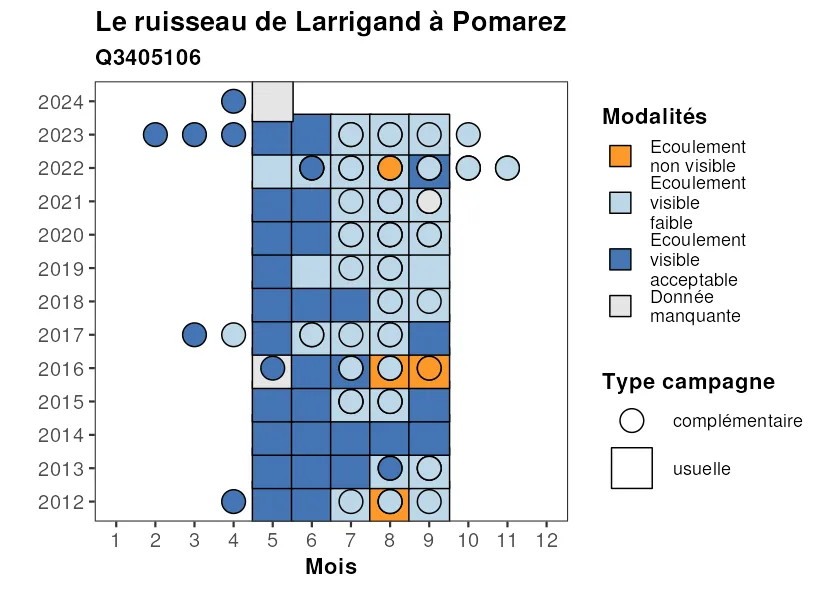 Le ruisseau de Larrigand à Pomarez
Q3405106
2024
2023
2022
2021
2020
2019
2018
2017
2016
2015
2014
2013
2012
1 2 3 4 5 6 7 8 9 10 11 12
Mois
Modalités
Ecoulement
non visible
Ecoulement
visible
faible
Ecoulement
visible
acceptable
Donnée
manquante
Type campagne
complémentaire
usuelle